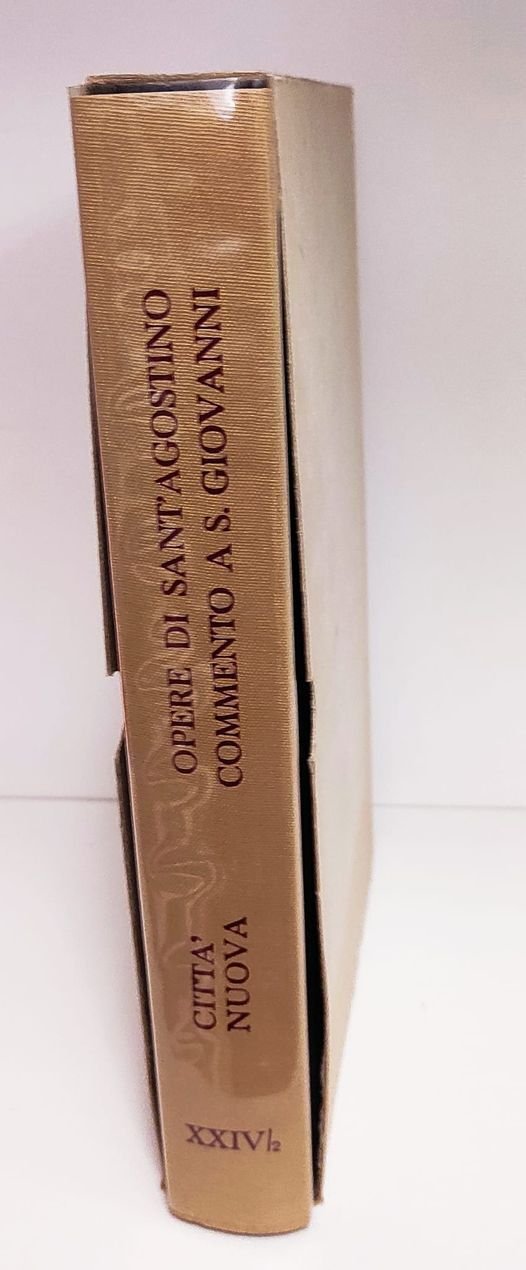 OPERE DI SANT'AGOSTINO
COMMENTO A S. GIOVANNI
CITTA'
NUOVA
XXIV/2